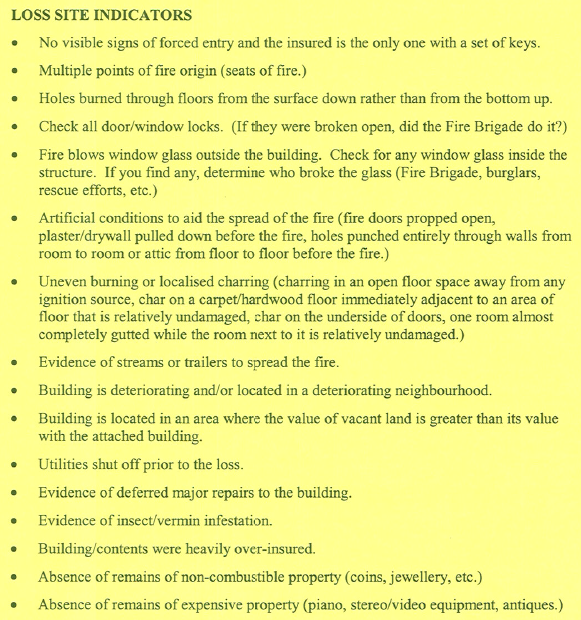 LOSS SITE INDICATORS
• No visible signs of forced entry and the insured is the only one with a set of keys.
• Multiple points of fire origin (seats of fire.)
• Holes burned through floors from the surface down rather than from the bottom up.
• Check all door/window locks. (If they were broken open, did the Fire Brigade do it?)
• Fire blows window glass outside the building. Check for any window glass inside the
structure. If you find any, determine who broke the glass (Fire Brigade, burglars,
rescue efforts, etc.)
• Artificial conditions to aid the spread of the fire (fire doors propped open,
plaster/drywall pulled down before the fire, holes punched entirely through walls from
room to room or attic from floor to floor before the fire.)
• Uneven burning or localised charring (charring in an open floor space away from any
ignition source, char on a carpet/hardwood floor immediately adjacent to an area of
floor that is relatively undamaged, char on the underside of doors, one room almost
completely gutted while the room next to it is relatively undamaged.)
• Evidence of streams or trailers to spread the fire.
• Building is deteriorating and/or located in a deteriorating neighbourhood.
• Building is located in an area where the value of vacant land is greater than its value
with the attached building.
• Utilities shut off prior to the loss.
• Evidence of deferred major repairs to the building.
• Evidence of insect/vermin infestation.
• Building/contents were heavily over-insured.
• Absence of remains of non-combustible property (coins, jewellery, etc.)
• Absence of remains of expensive property (piano, stereo/video equipment, antiques.)